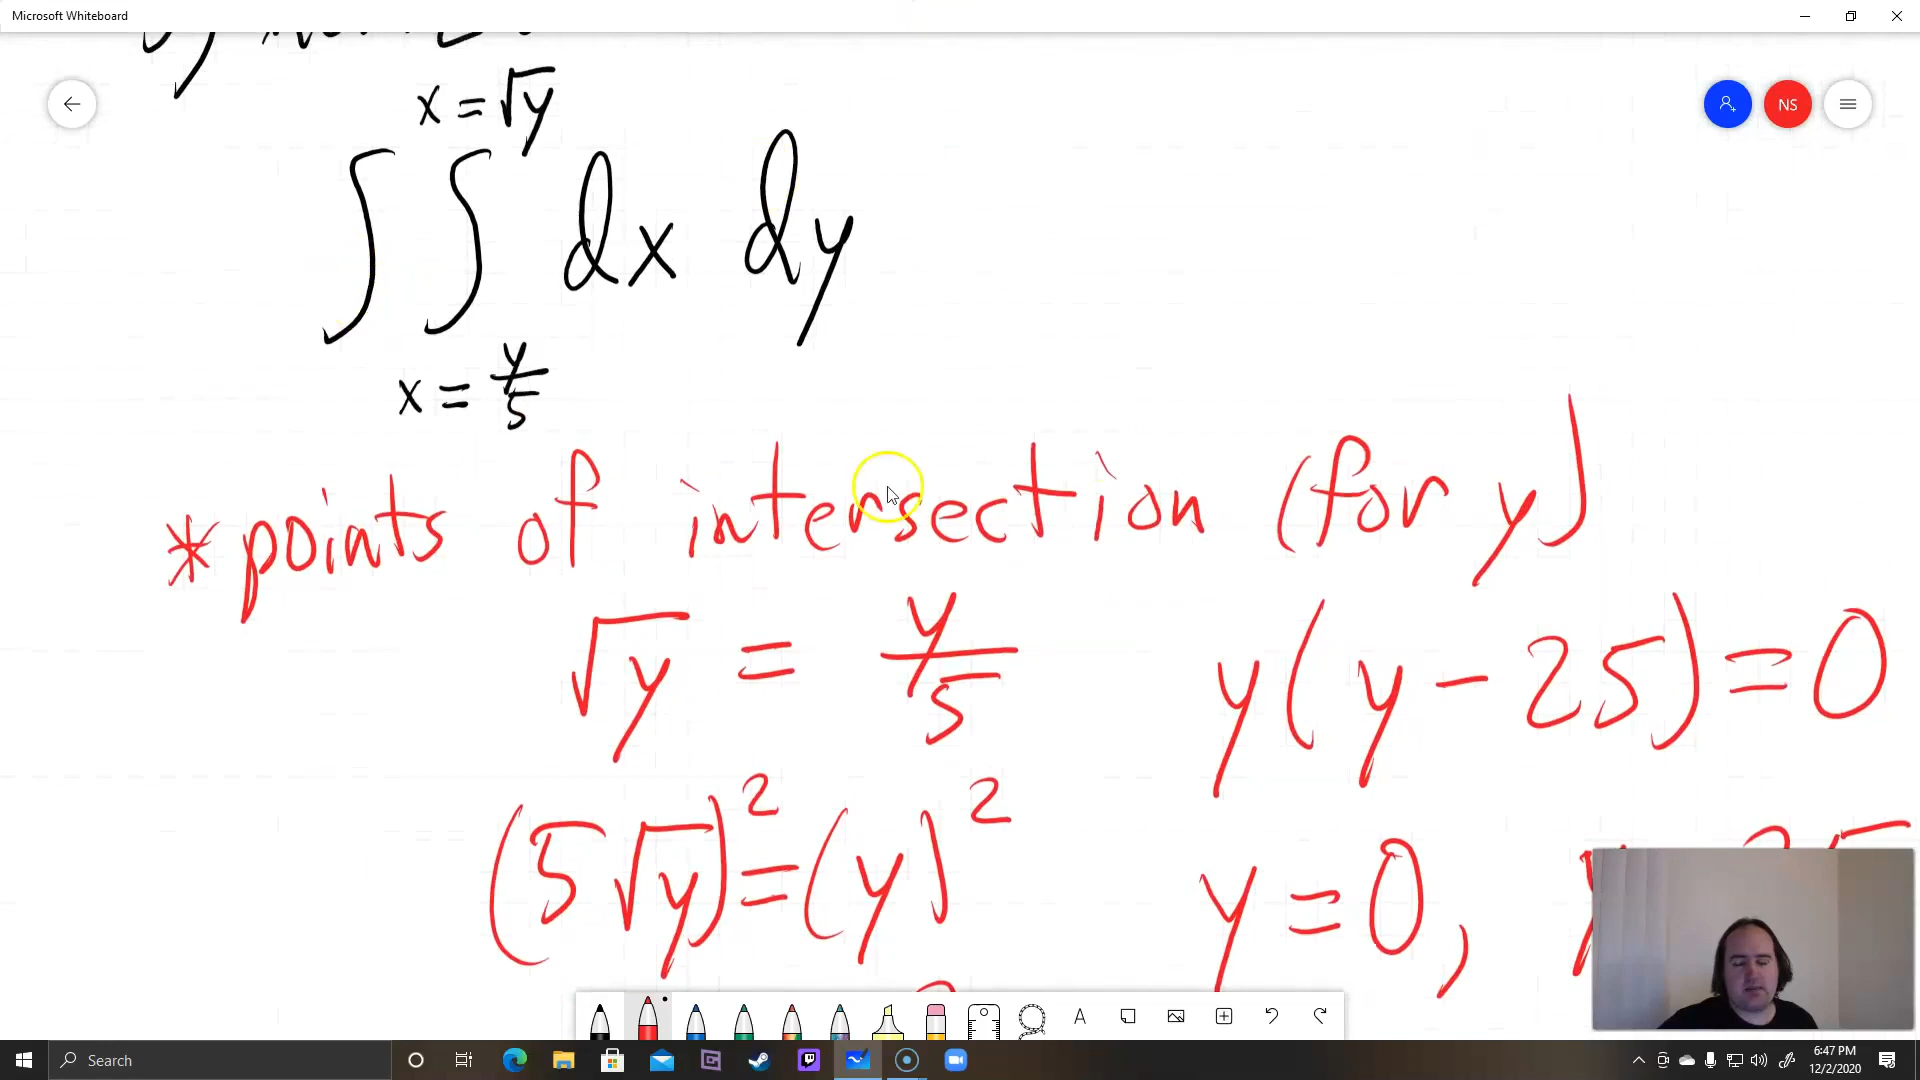 Microsoft Whiteboard
x = √y
∫ ∫ dx dy
x = y/5
NS
*points of intersection (for y)
√y = y/5
y(y - 25) = 0
(5√y)² = (y)²
y = 0,
Search
6:47 PM
12/2/2020